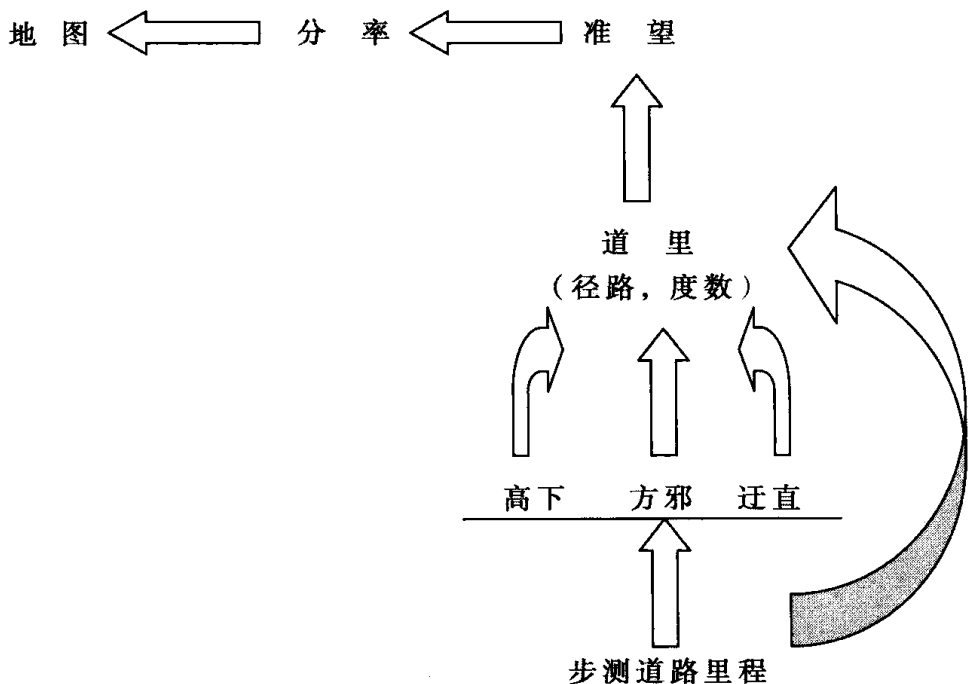 地图 分率 准望
道里
（径路，度数）
高下 方邪 迂直
步测道路里程